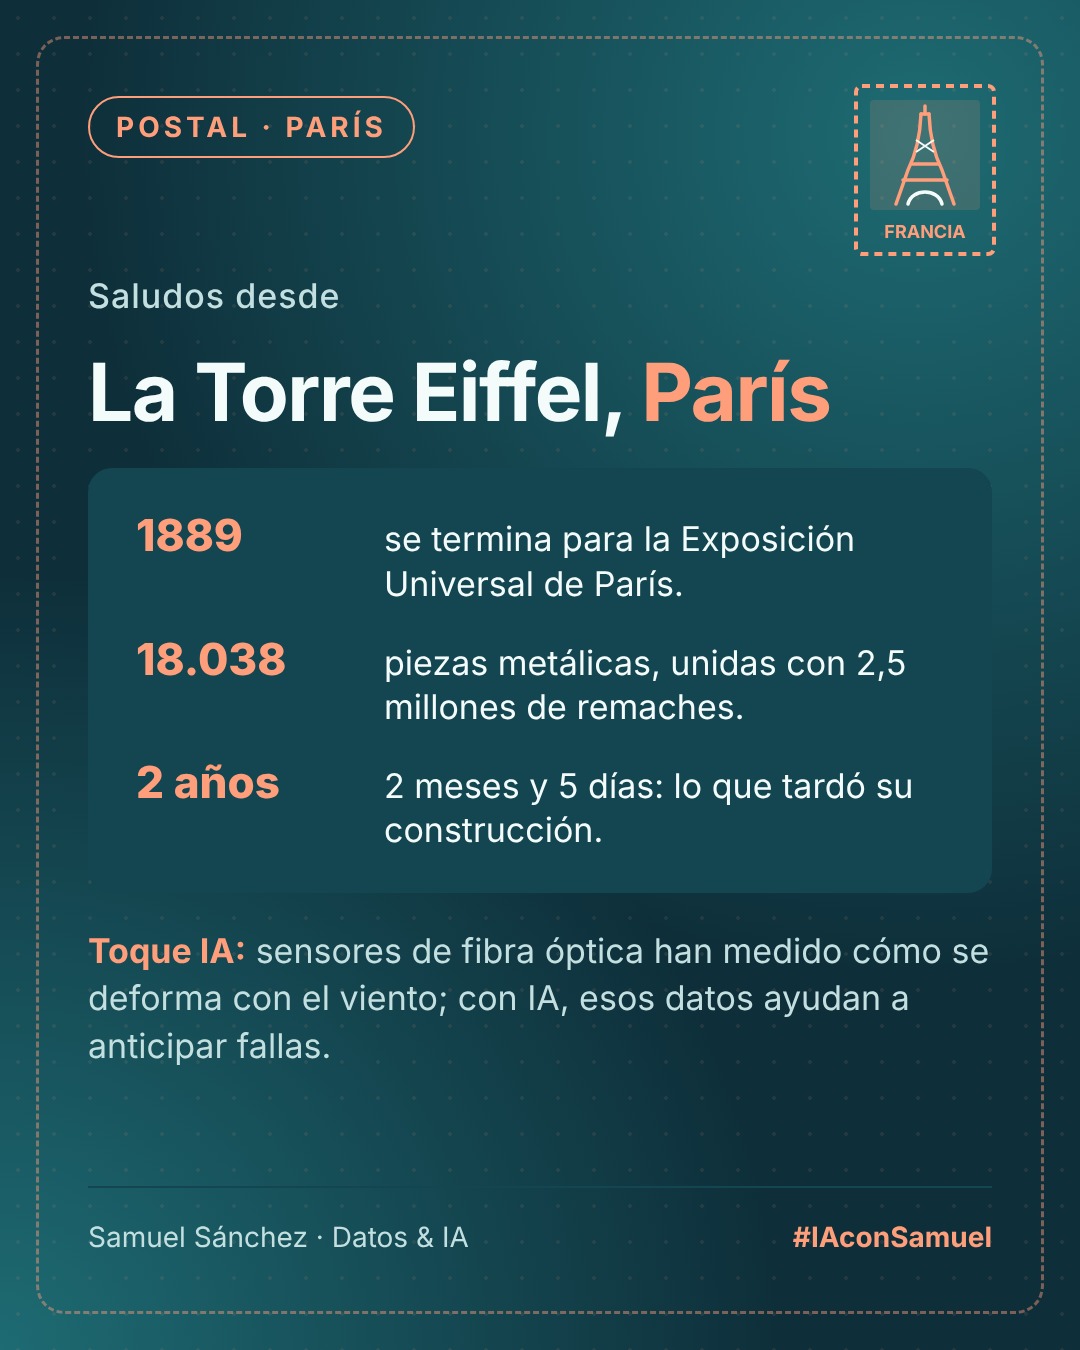 POSTAL · PARÍS
FRANCIA
Saludos desde
La Torre Eiffel, París
1889
se termina para la Exposición
Universal de París.
18.038
piezas metálicas, unidas con 2,5
millones de remaches.
2 años
2 meses y 5 días: lo que tardó su
construcción.
Toque IA: sensores de fibra óptica han medido cómo se
deforma con el viento; con IA, esos datos ayudan a
anticipar fallas.
Samuel Sánchez · Datos & IA
#IAconSamuel